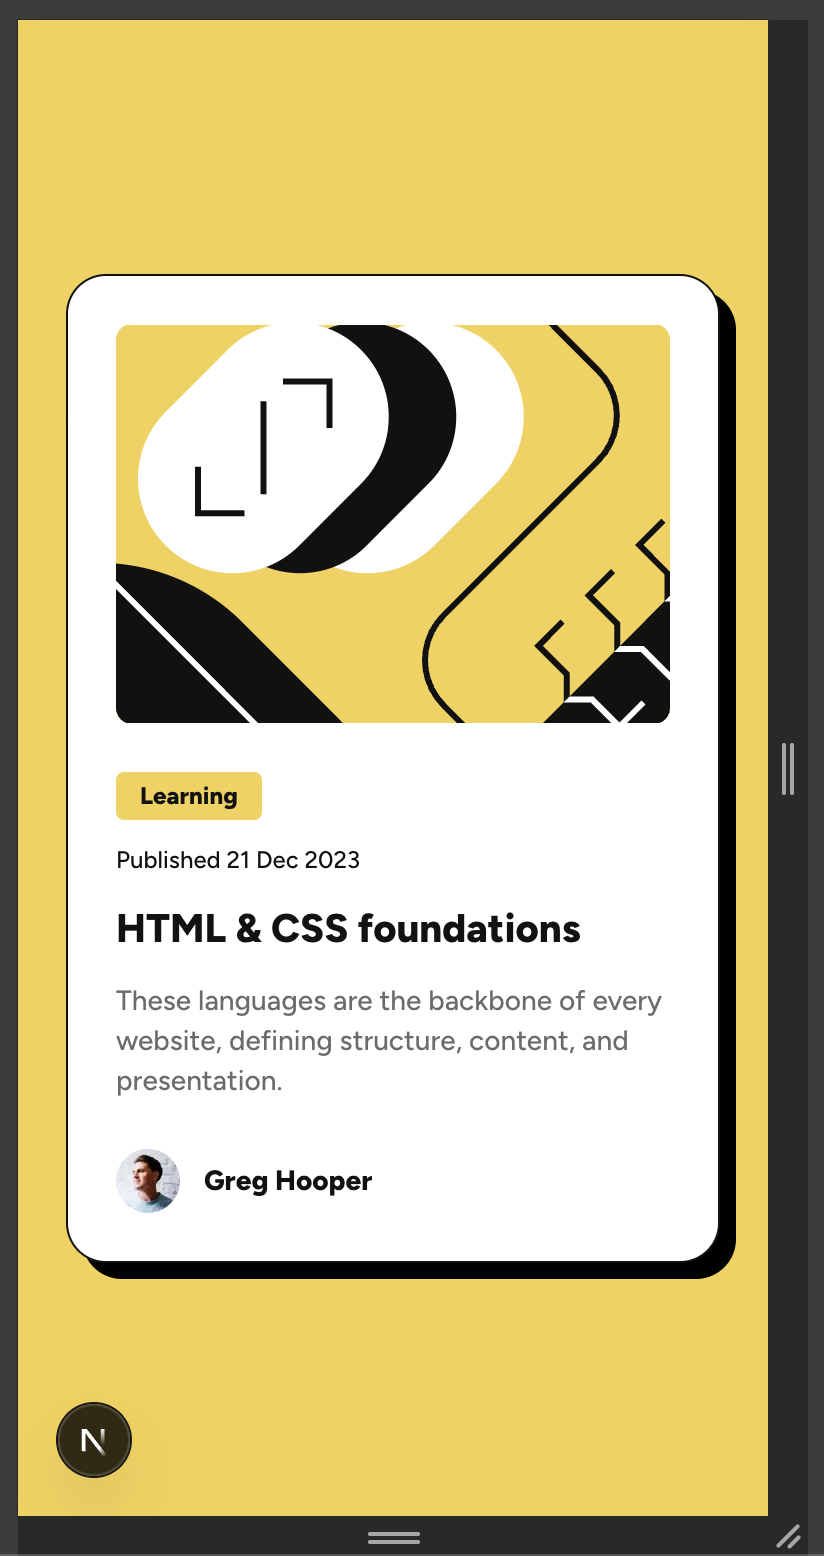 Learning
Published 21 Dec 2023
HTML & CSS foundations
These languages are the backbone of every
website, defining structure, content, and
presentation.
Greg Hooper
N